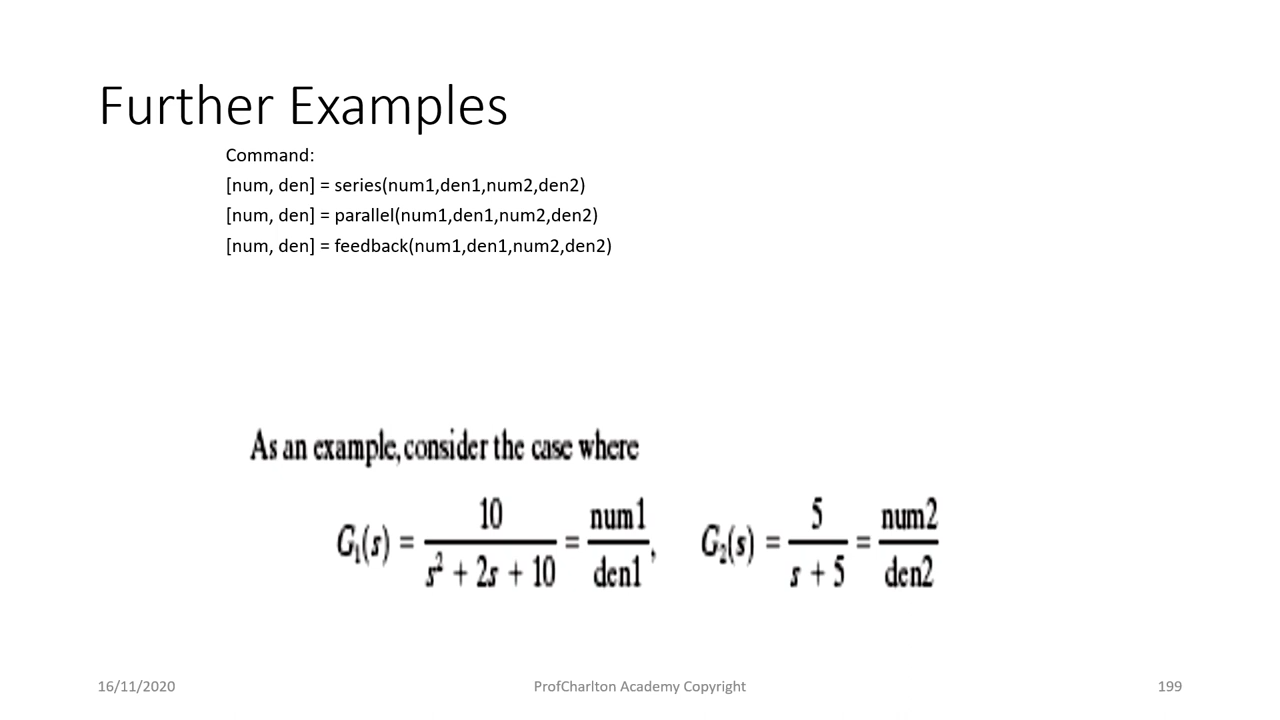 Further Examples
Command:
[num, den] = series(num1,den1,num2,den2)
[num, den] = parallel(num1,den1,num2,den2)
[num, den] = feedback(num1,den1,num2,den2)
As an example, consider the case where
G₁(s) = 10 / (s² + 2s + 10) = num1 / den1, G₂(s) = 5 / (s + 5) = num2 / den2
16/11/2020 ProfCharlton Academy Copyright 199